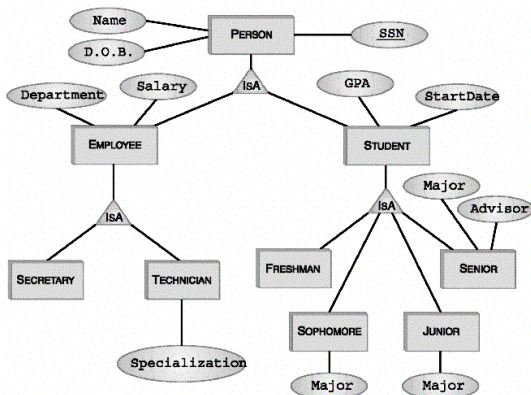 Name
PERSON
SSN
D.O.B.
IsA
Department
Salary
GPA
StartDate
EMPLOYEE
STUDENT
IsA
IsA
Major
Advisor
SECRETARY
TECHNICIAN
FRESHMAN
SENIOR
SOPHOMORE
JUNIOR
Specialization
Major
Major